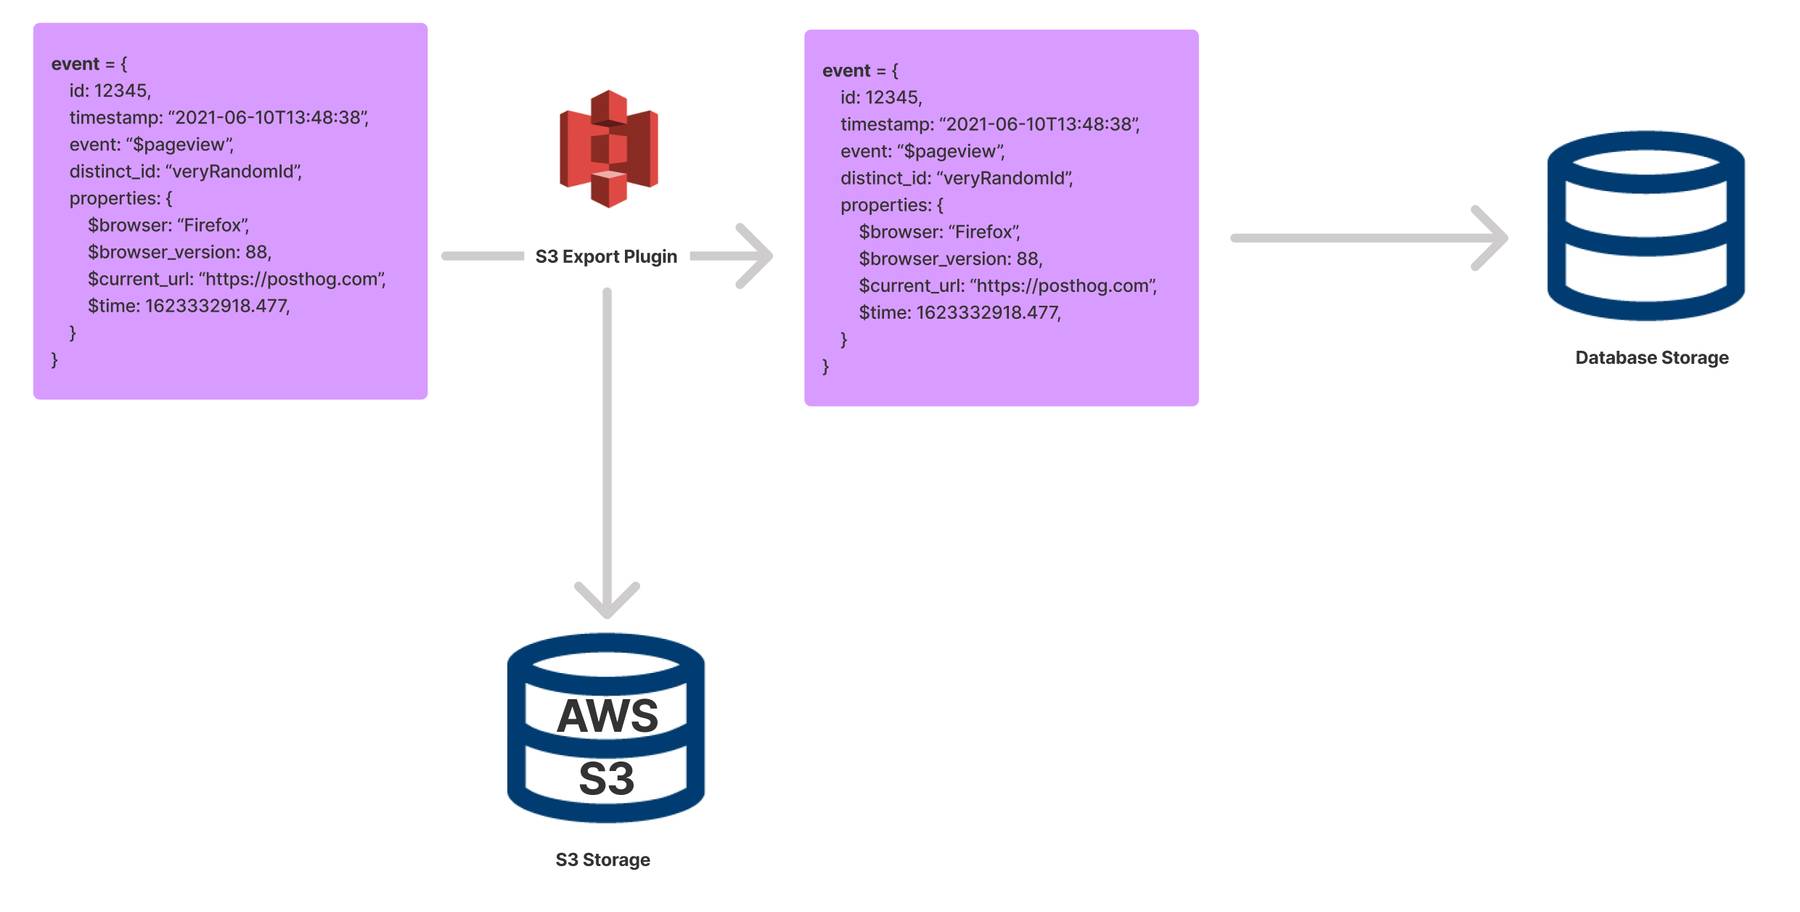 event = {
id: 12345,
timestamp: “2021-06-10T13:48:38”,
event: “$pageview”,
distinct_id: “veryRandomId”,
properties: {
$browser: “Firefox”,
$browser_version: 88,
$current_url: “https://posthog.com”,
$time: 1623332918.477,
}
}
S3 Export Plugin
event = {
id: 12345,
timestamp: “2021-06-10T13:48:38”,
event: “$pageview”,
distinct_id: “veryRandomId”,
properties: {
$browser: “Firefox”,
$browser_version: 88,
$current_url: “https://posthog.com”,
$time: 1623332918.477,
}
}
Database Storage
AWS
S3
S3 Storage